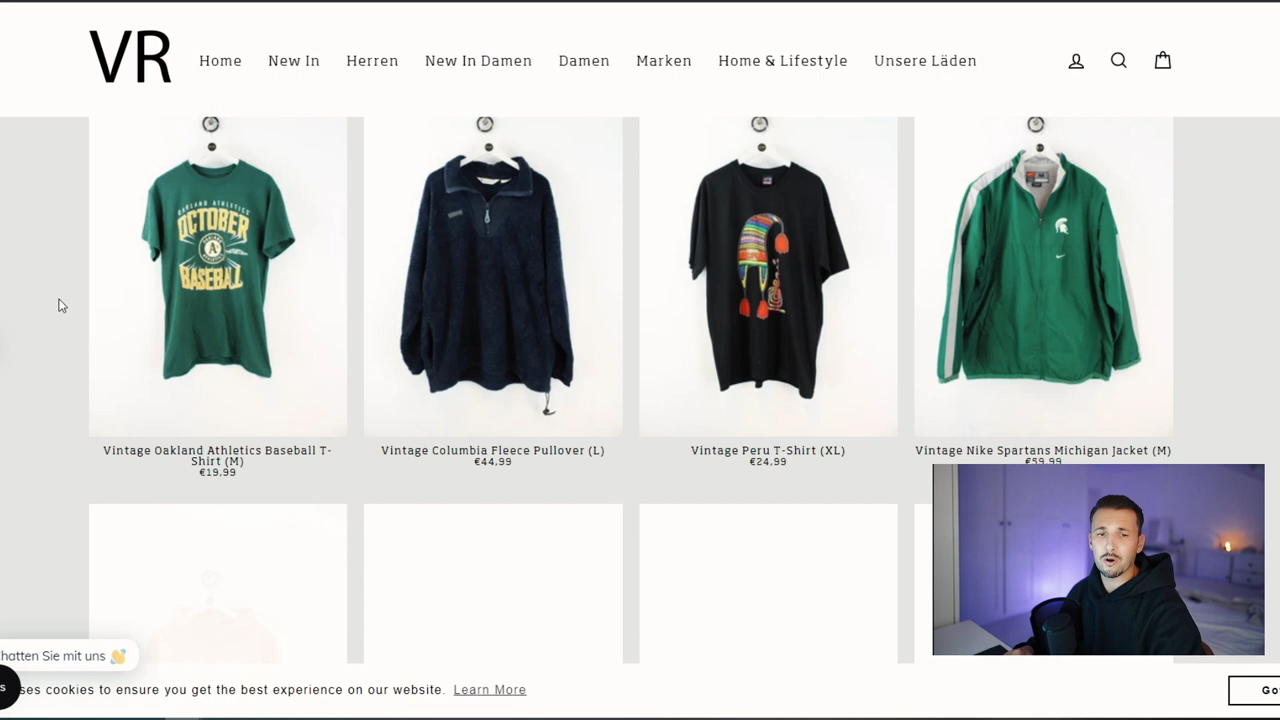 VR
Home New In Herren New In Damen Damen Marken Home & Lifestyle Unsere Läden
OAKLAND ATHLETICS
OCTOBER
A
BASEBALL
Vintage Oakland Athletics Baseball T-
Shirt (M)
€19,99
Vintage Columbia Fleece Pullover (L)
€44,99
Vintage Peru T-Shirt (XL)
€24,99
Vintage Nike Spartans Michigan Jacket (M)
€59,99
hatten Sie mit uns 👋
s
ses cookies to ensure you get the best experience on our website. Learn More
Go